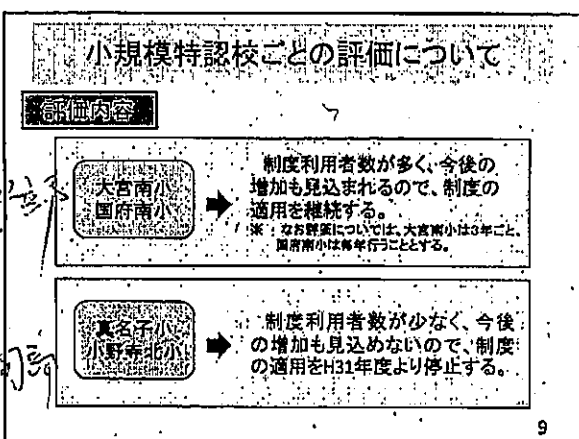 小規模特認校ごとの評価について
評価内容
大宮南小
国府南小
制度利用者数が多く、今後の
増加も見込まれるので、制度の
適用を継続する。
※ なお評価については、大宮南小は3年ごと、
国府南小は毎年行うこととする。
真名子小
小野寺北小
制度利用者数が少なく、今後
の増加も見込めないので、制度
の適用をH31年度より停止する。
9